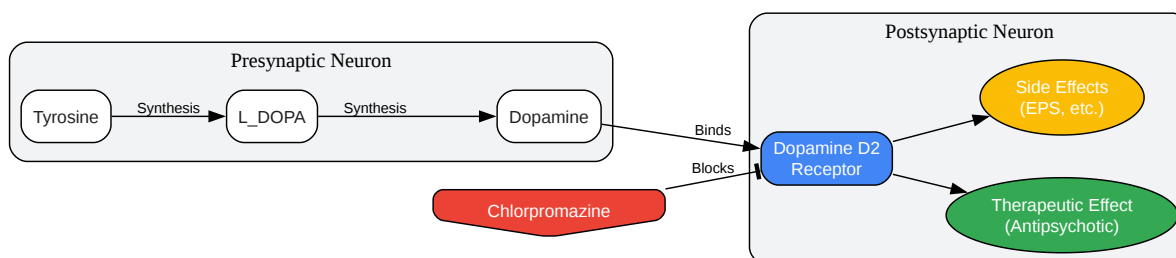 Presynaptic Neuron
Tyrosine
Synthesis
L_DOPA
Synthesis
Dopamine
Binds
Blocks
Chlorpromazine
Postsynaptic Neuron
Dopamine D2
Receptor
Side Effects
(EPS, etc.)
Therapeutic Effect
(Antipsychotic)